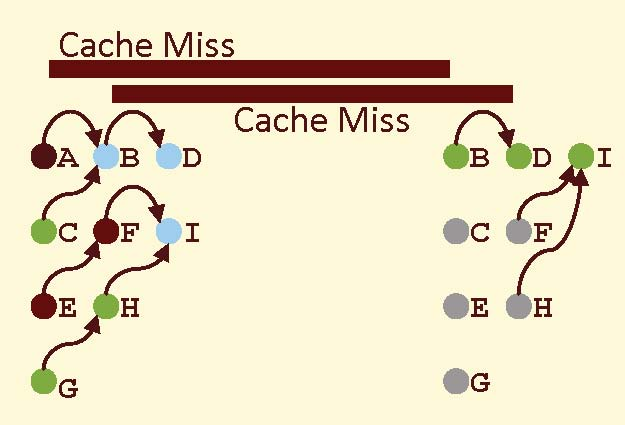 Cache Miss
Cache Miss
A B D B D I
C F I C F
E H E H
G G